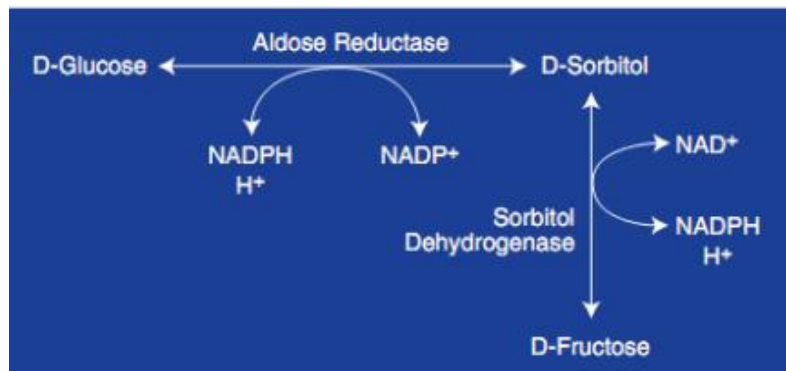 Aldose Reductase
D-Glucose
D-Sorbitol
NADPH
H+
NADP+
NAD+
Sorbitol
Dehydrogenase
NADPH
H+
D-Fructose